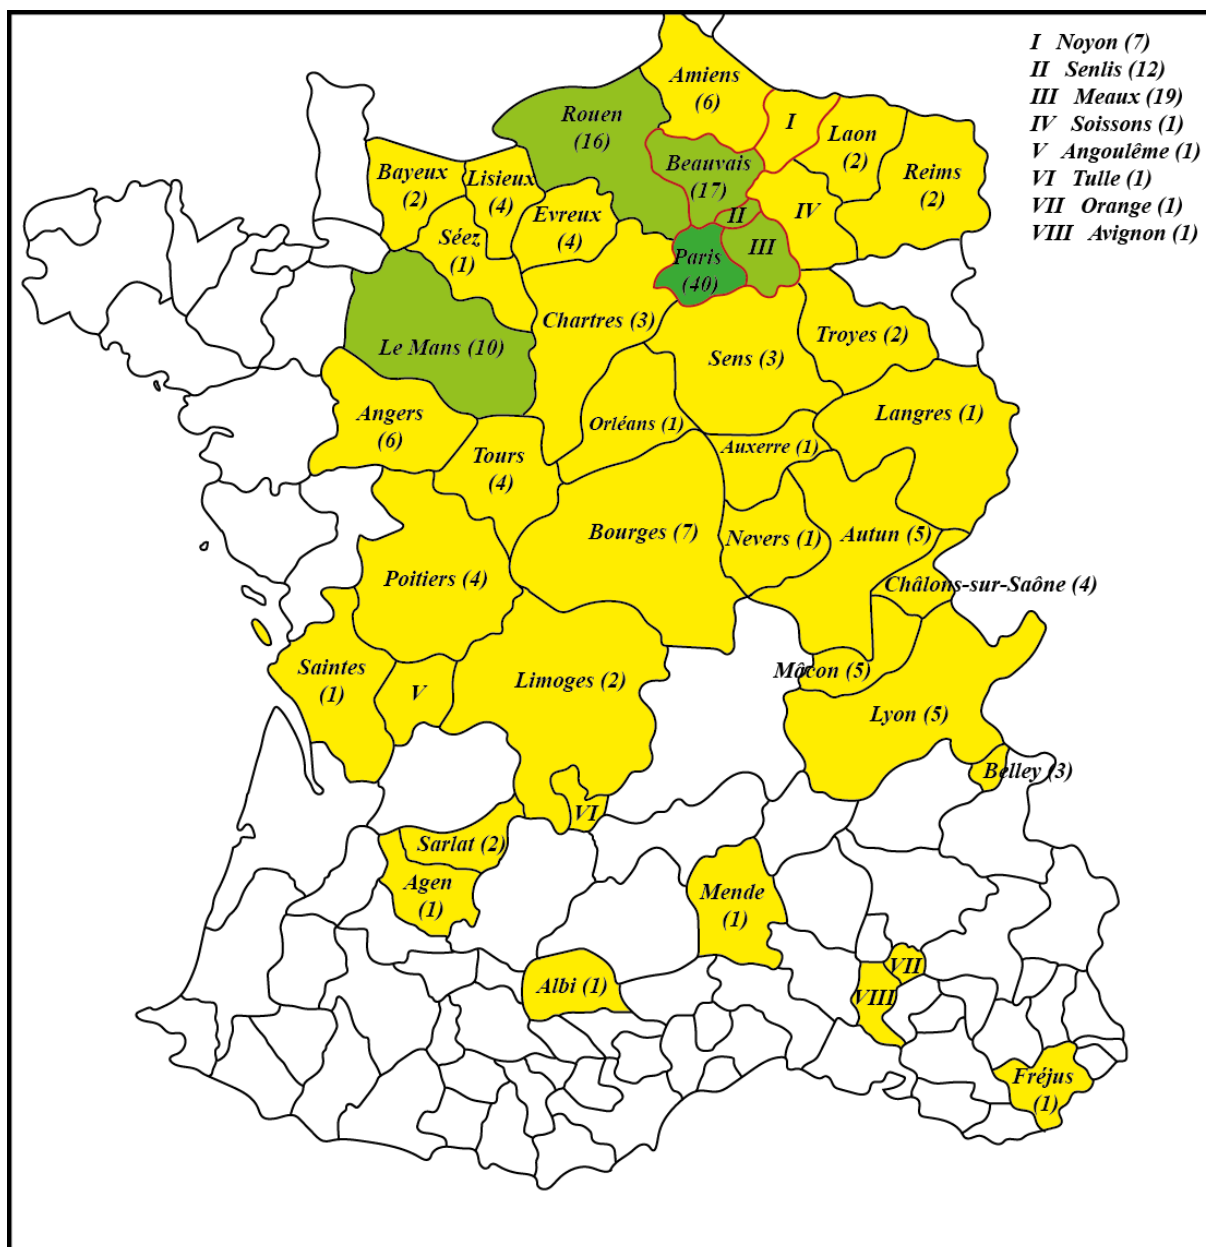 I Noyon (7)
II Senlis (12)
III Meaux (19)
IV Soissons (1)
V Angoulême (1)
VI Tulle (1)
VII Orange (1)
VIII Avignon (1)
Amiens
(6)
Rouen
(16)
I
Laon
(2)
Beauvais
(17)
Reims
(2)
Bayeux
(2)
Lisieux
(4)
Evreux
(4)
II
IV
Séez
(1)
III
Paris
(40)
Chartres (3)
Troyes (2)
Le Mans (10)
Sens (3)
Angers
(6)
Orléans (1)
Langres (1)
Tours
(4)
Auxerre (1)
Bourges (7)
Nevers (1)
Autun (5)
Poitiers (4)
Châlons-sur-Saône (4)
Saintes
(1)
V
Limoges (2)
Mâcon (5)
Lyon (5)
Belley (3)
VI
Sarlat (2)
Agen
(1)
Mende
(1)
Albi (1)
VII
VIII
Fréjus
(1)